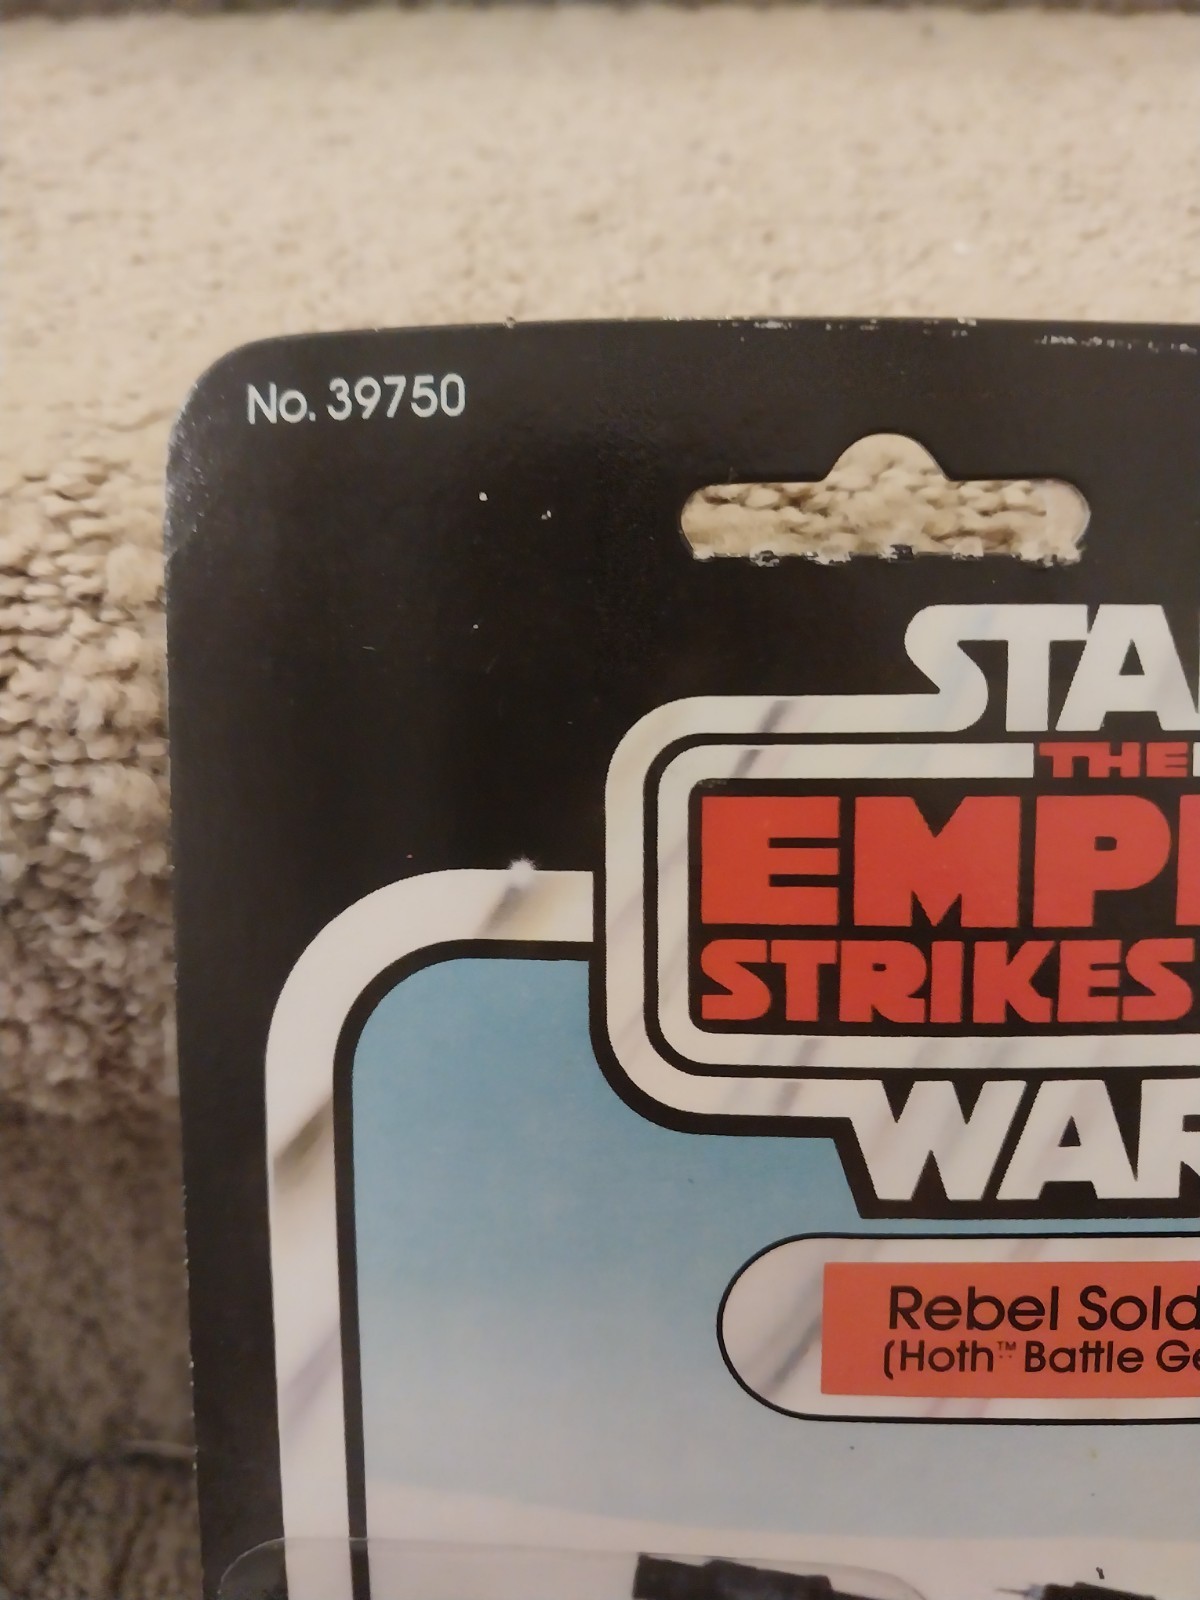 No. 39750
STA
THE
EMP
STRIKES
WAR
Rebel Sold
(Hoth™ Battle Ge